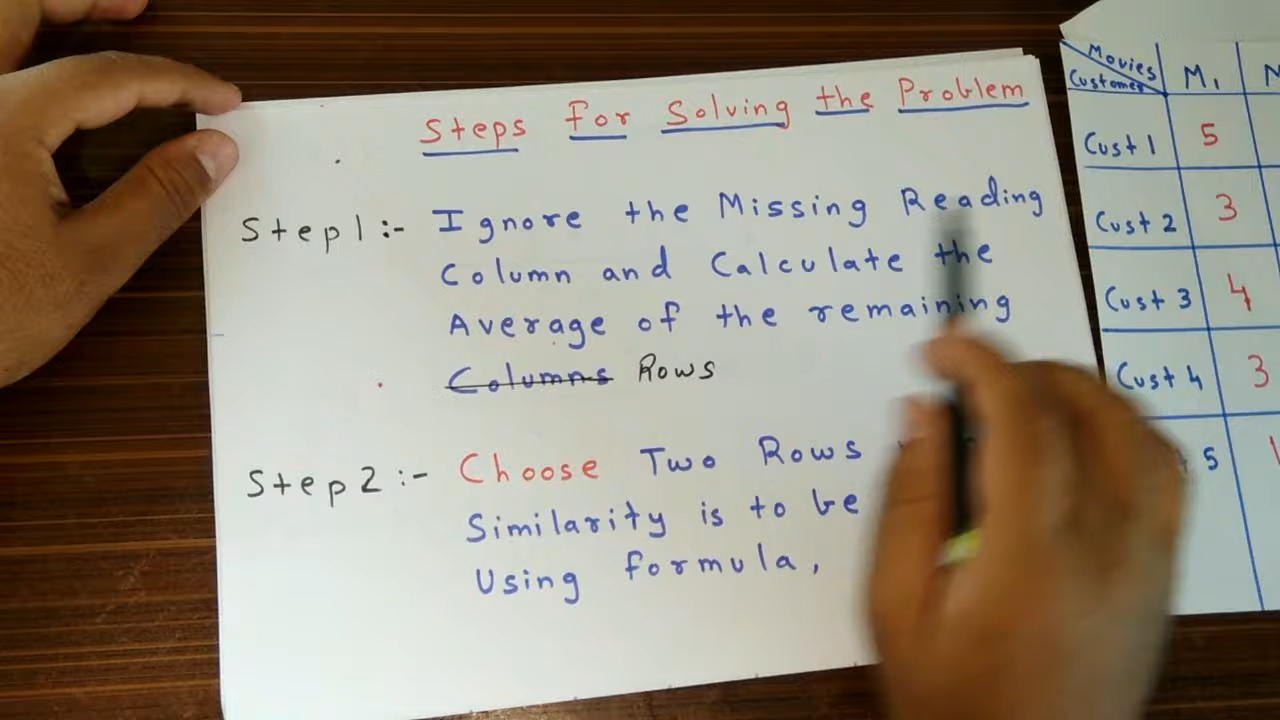 Steps for Solving the Problem
Step1:- Ignore the Missing Reading
Column and Calculate the
Average of the remaining
Columns Rows
Step2:- Choose Two Rows
Similarity is to be
Using formula,
Movies
Customer
M1
Cust 1 5
Cust 2 3
Cust 3 4
Cust 4 3
5 1